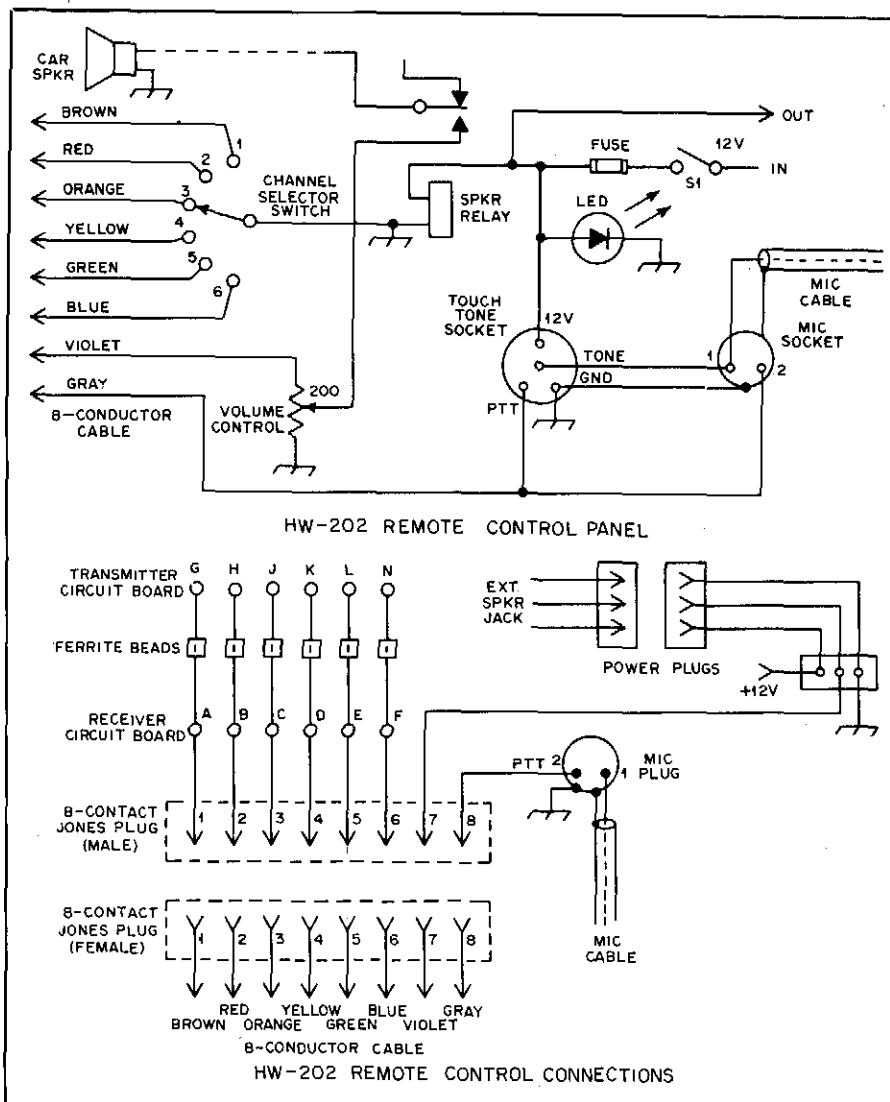 CAR
SPKR
BROWN
RED
ORANGE
YELLOW
GREEN
BLUE
VIOLET
GRAY
8-CONDUCTOR
CABLE
1
2
3
4
5
6
CHANNEL
SELECTOR
SWITCH
200
VOLUME
CONTROL
SPKR
RELAY
OUT
FUSE
12V
S1
IN
LED
MIC
CABLE
TOUCH
TONE
SOCKET
12V
TONE
GND
PTT
MIC
SOCKET
1
2
HW-202 REMOTE CONTROL PANEL
TRANSMITTER
CIRCUIT BOARD
G H J K L N
FERRITE BEADS
RECEIVER
CIRCUIT BOARD
A B C D E F
8-CONTACT
JONES PLUG
(MALE)
1 2 3 4 5 6 7 8
EXT.
SPKR
JACK
POWER PLUGS
+12V
PTT
2
1
MIC
PLUG
MIC
CABLE
8-CONTACT
JONES PLUG
(FEMALE)
1 2 3 4 5 6 7 8
RED YELLOW BLUE GRAY
BROWN ORANGE GREEN VIOLET
8-CONDUCTOR CABLE
HW-202 REMOTE CONTROL CONNECTIONS